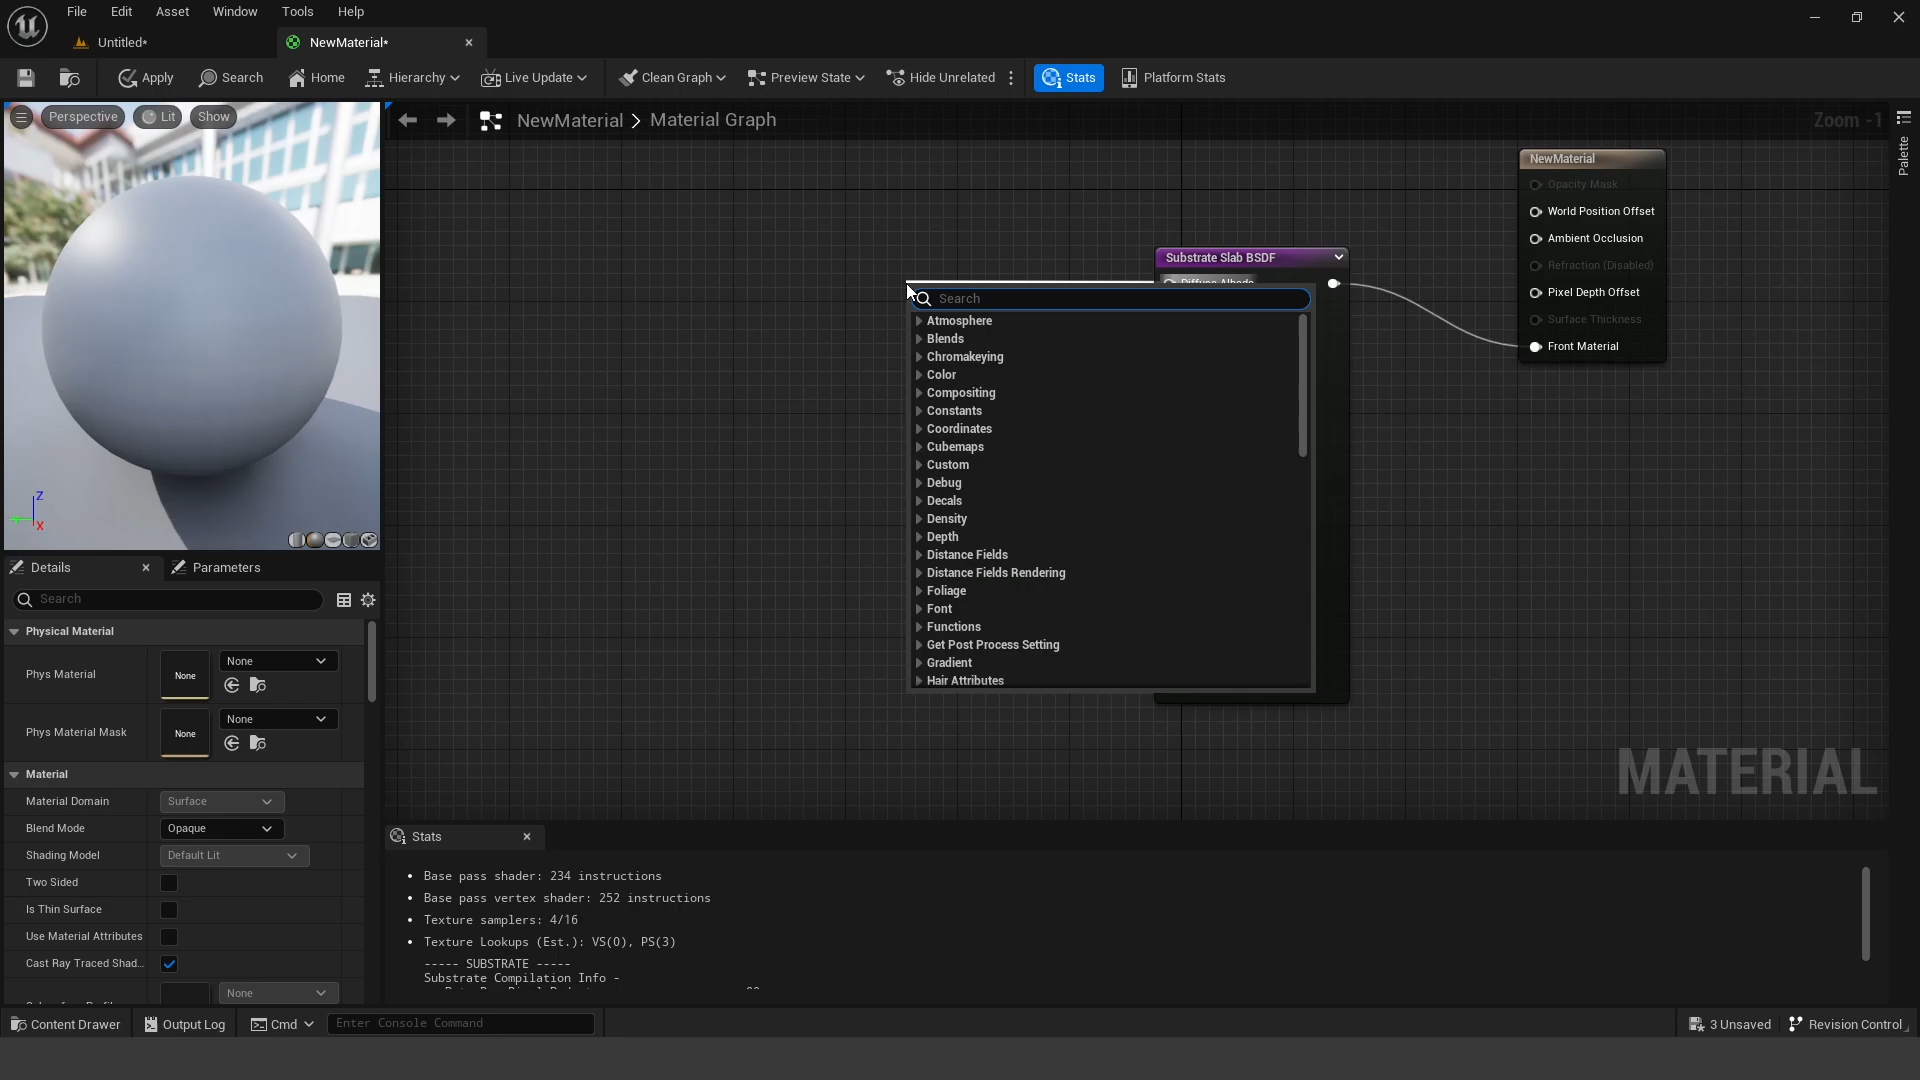 File Edit Asset Window Tools Help
Untitled*
NewMaterial*
Apply Search Home Hierarchy Live Update Clean Graph Preview State Hide Unrelated Stats Platform Stats
Perspective Lit Show
NewMaterial > Material Graph
Zoom -1
Palette
NewMaterial
Opacity Mask
World Position Offset
Ambient Occlusion
Refraction (Disabled)
Pixel Depth Offset
Surface Thickness
Front Material
Substrate Slab BSDF
Diffuse Albedo
Search
Atmosphere
Blends
Chromakeying
Color
Compositing
Constants
Coordinates
Cubemaps
Custom
Debug
Decals
Density
Depth
Distance Fields
Distance Fields Rendering
Foliage
Font
Functions
Get Post Process Setting
Gradient
Hair Attributes
MATERIAL
Z
X
Details Parameters
Search
Physical Material
Phys Material None None
Phys Material Mask None None
Material
Material Domain Surface
Blend Mode Opaque
Shading Model Default Lit
Two Sided
Is Thin Surface
Use Material Attributes
Cast Ray Traced Shad...
None
Stats
• Base pass shader: 234 instructions
• Base pass vertex shader: 252 instructions
• Texture samplers: 4/16
• Texture Lookups (Est.): VS(0), PS(3)
----- SUBSTRATE -----
Substrate Compilation Info -
Content Drawer Output Log Cmd Enter Console Command 3 Unsaved Revision Control